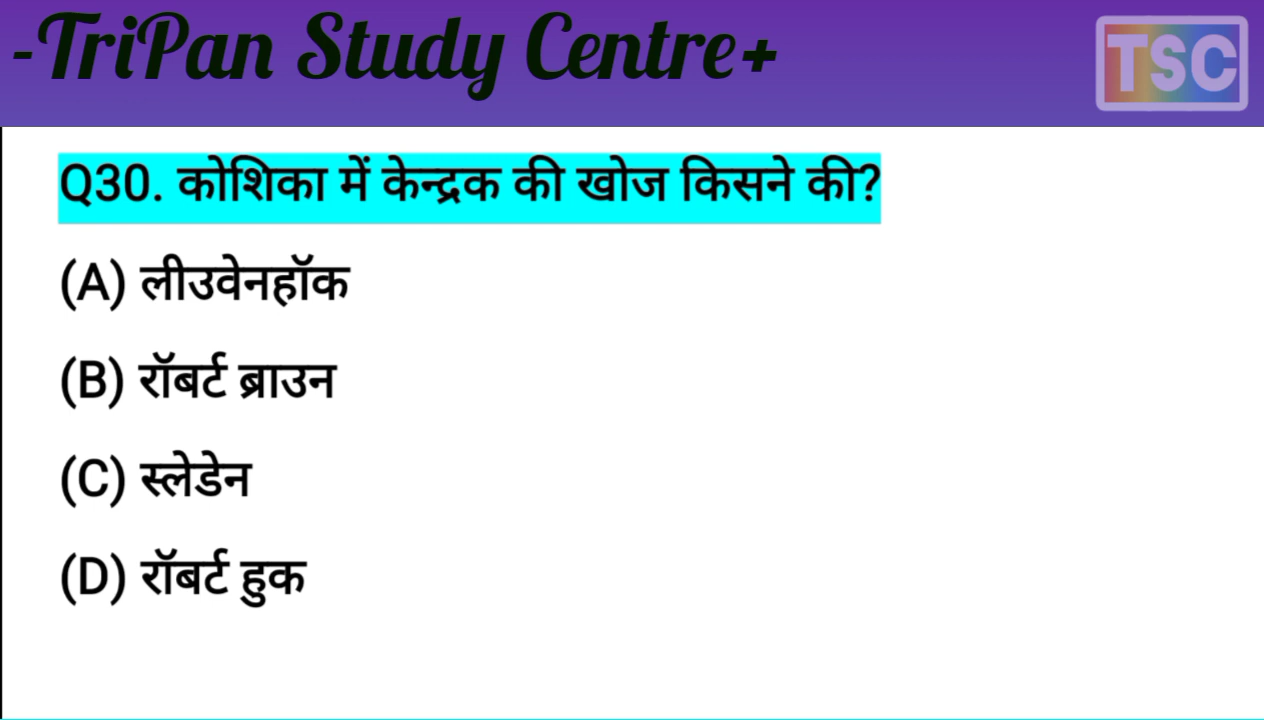 -TriPan Study Centre+
TSC
Q30. कोशिका में केन्द्रक की खोज किसने की?
(A) लीउवेनहॉक
(B) रॉबर्ट ब्राउन
(C) स्लेडेन
(D) रॉबर्ट हुक